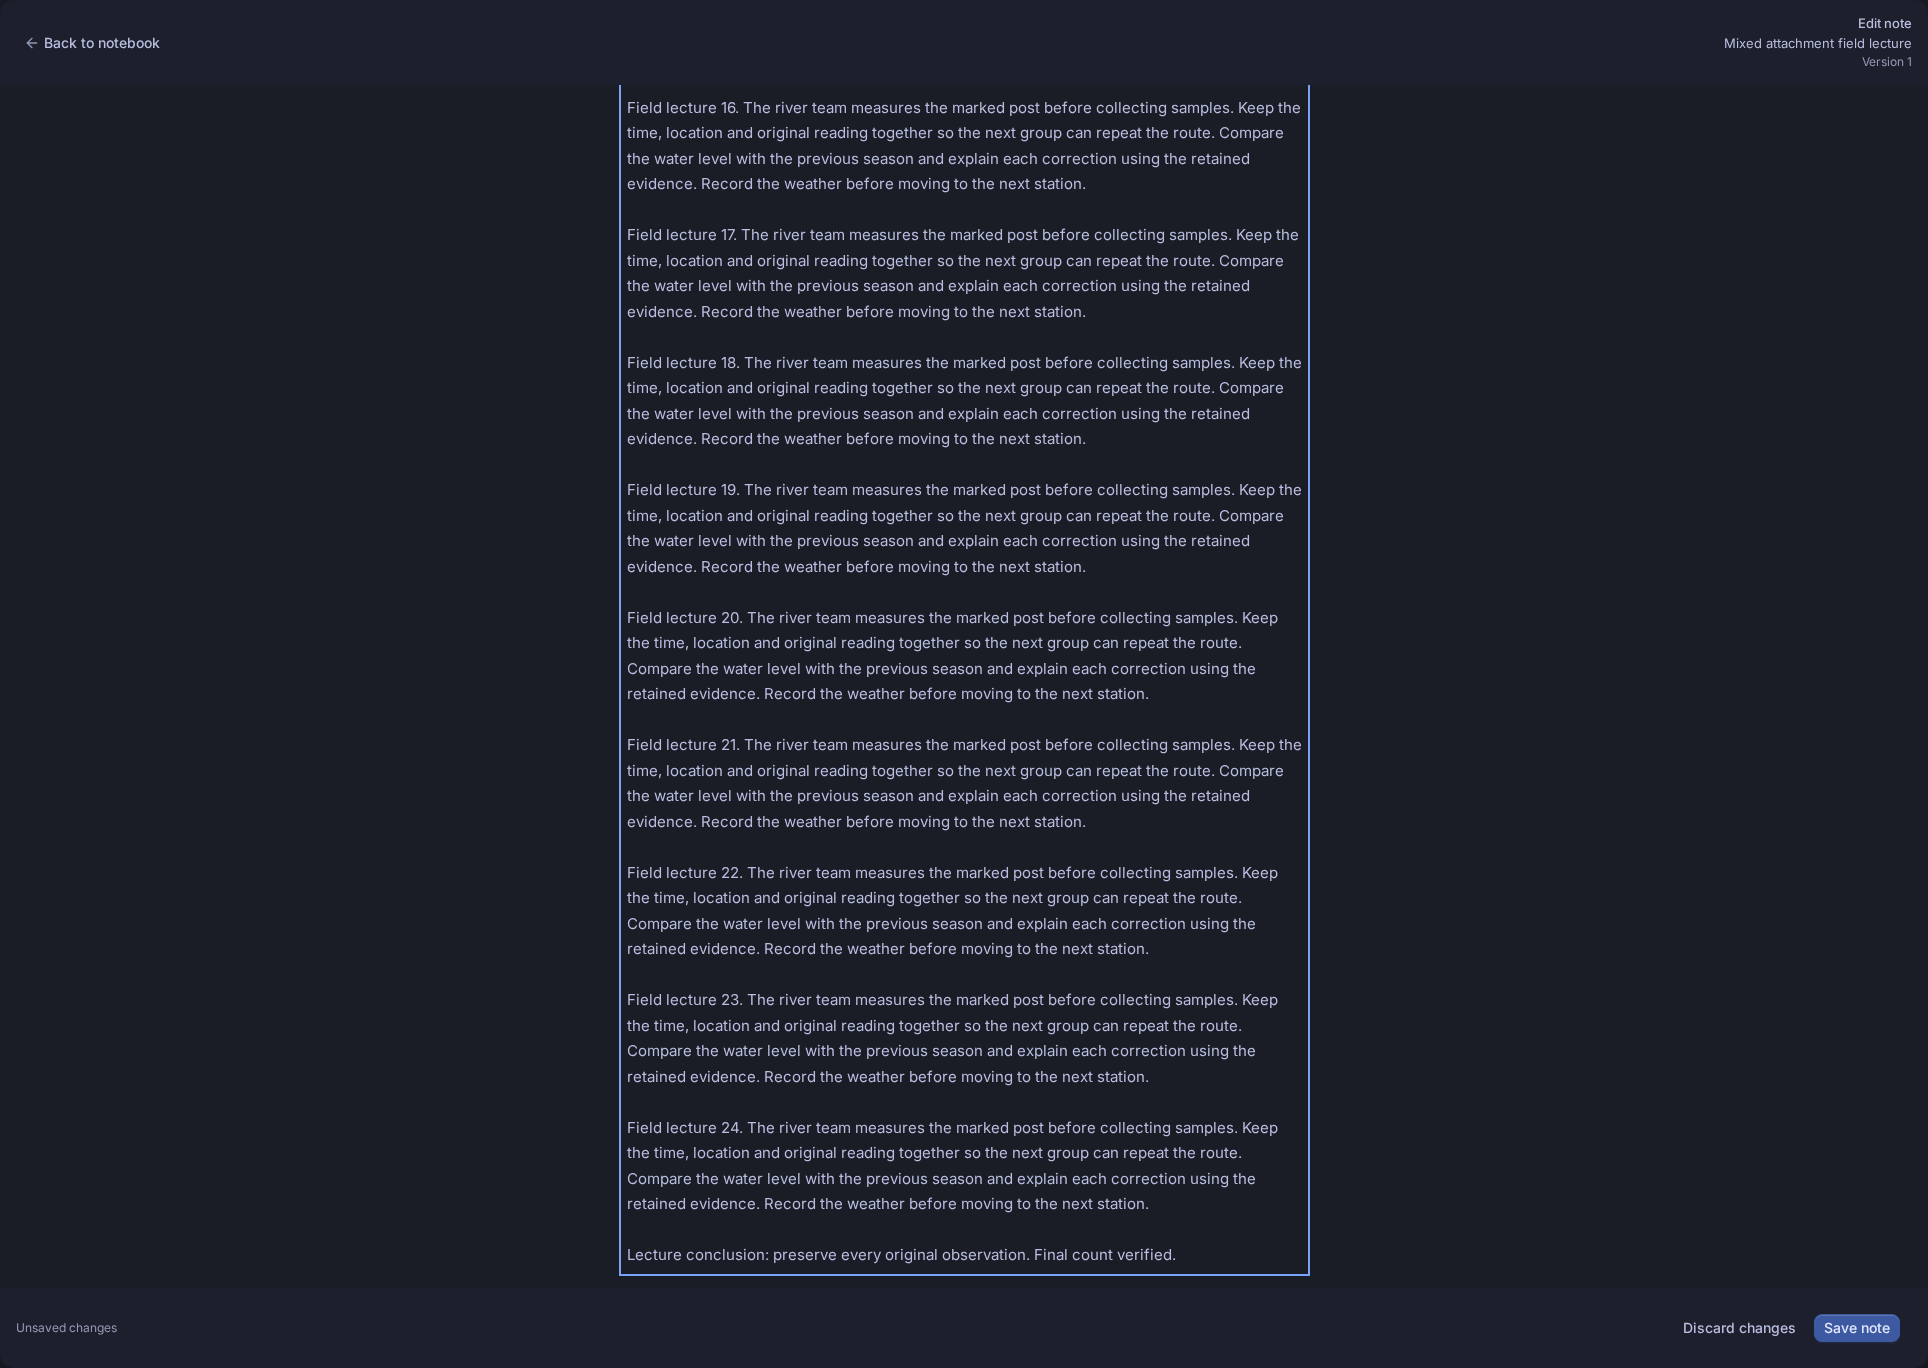 Back to notebook
Edit note
Mixed attachment field lecture
Version 1
Field lecture 16. The river team measures the marked post before collecting samples. Keep the
time, location and original reading together so the next group can repeat the route. Compare
the water level with the previous season and explain each correction using the retained
evidence. Record the weather before moving to the next station.
Field lecture 17. The river team measures the marked post before collecting samples. Keep the
time, location and original reading together so the next group can repeat the route. Compare
the water level with the previous season and explain each correction using the retained
evidence. Record the weather before moving to the next station.
Field lecture 18. The river team measures the marked post before collecting samples. Keep the
time, location and original reading together so the next group can repeat the route. Compare
the water level with the previous season and explain each correction using the retained
evidence. Record the weather before moving to the next station.
Field lecture 19. The river team measures the marked post before collecting samples. Keep the
time, location and original reading together so the next group can repeat the route. Compare
the water level with the previous season and explain each correction using the retained
evidence. Record the weather before moving to the next station.
Field lecture 20. The river team measures the marked post before collecting samples. Keep
the time, location and original reading together so the next group can repeat the route.
Compare the water level with the previous season and explain each correction using the
retained evidence. Record the weather before moving to the next station.
Field lecture 21. The river team measures the marked post before collecting samples. Keep the
time, location and original reading together so the next group can repeat the route. Compare
the water level with the previous season and explain each correction using the retained
evidence. Record the weather before moving to the next station.
Field lecture 22. The river team measures the marked post before collecting samples. Keep
the time, location and original reading together so the next group can repeat the route.
Compare the water level with the previous season and explain each correction using the
retained evidence. Record the weather before moving to the next station.
Field lecture 23. The river team measures the marked post before collecting samples. Keep
the time, location and original reading together so the next group can repeat the route.
Compare the water level with the previous season and explain each correction using the
retained evidence. Record the weather before moving to the next station.
Field lecture 24. The river team measures the marked post before collecting samples. Keep
the time, location and original reading together so the next group can repeat the route.
Compare the water level with the previous season and explain each correction using the
retained evidence. Record the weather before moving to the next station.
Lecture conclusion: preserve every original observation. Final count verified.
Unsaved changes
Discard changes
Save note